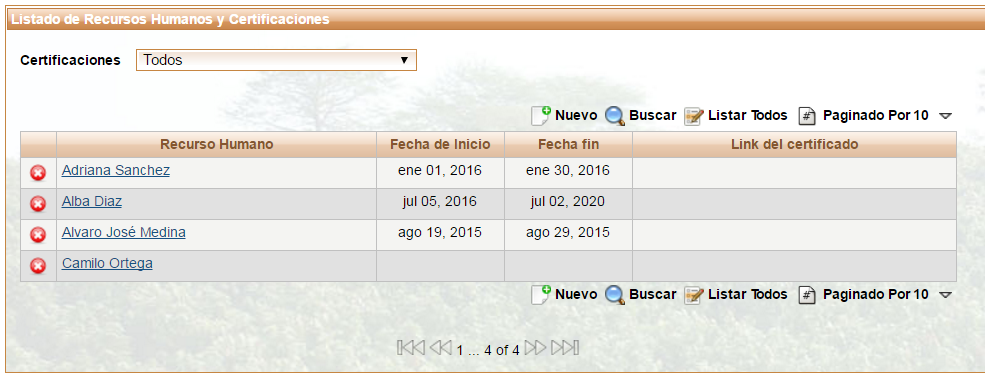 Listado de Recursos Humanos y Certificaciones
Certificaciones Todos
Nuevo Buscar Listar Todos # Paginado Por 10
Recurso Humano Fecha de Inicio Fecha fin Link del certificado
Adriana Sanchez ene 01, 2016 ene 30, 2016
Alba Diaz jul 05, 2016 jul 02, 2020
Alvaro José Medina ago 19, 2015 ago 29, 2015
Camilo Ortega
Nuevo Buscar Listar Todos # Paginado Por 10
1 ... 4 of 4